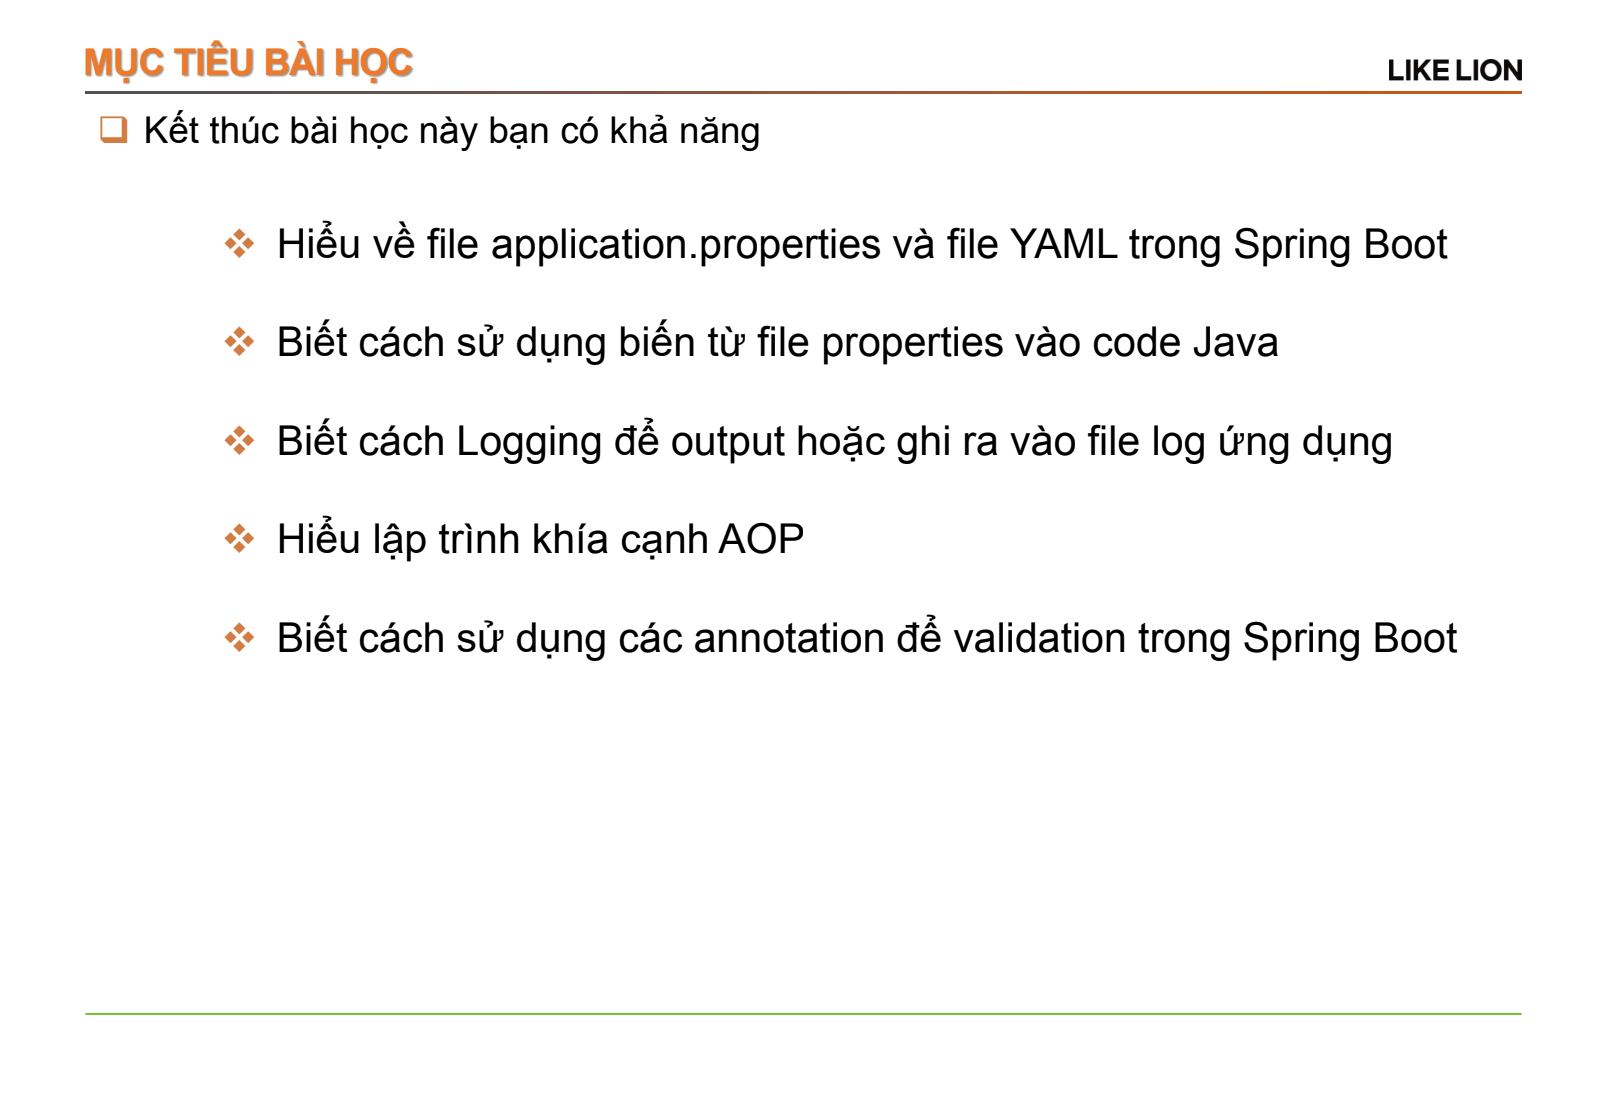 MỤC TIÊU BÀI HỌC
LIKE LION
Kết thúc bài học này bạn có khả năng
Hiểu về file application.properties và file YAML trong Spring Boot
Biết cách sử dụng biến từ file properties vào code Java
Biết cách Logging để output hoặc ghi ra vào file log ứng dụng
Hiểu lập trình khía cạnh AOP
Biết cách sử dụng các annotation để validation trong Spring Boot